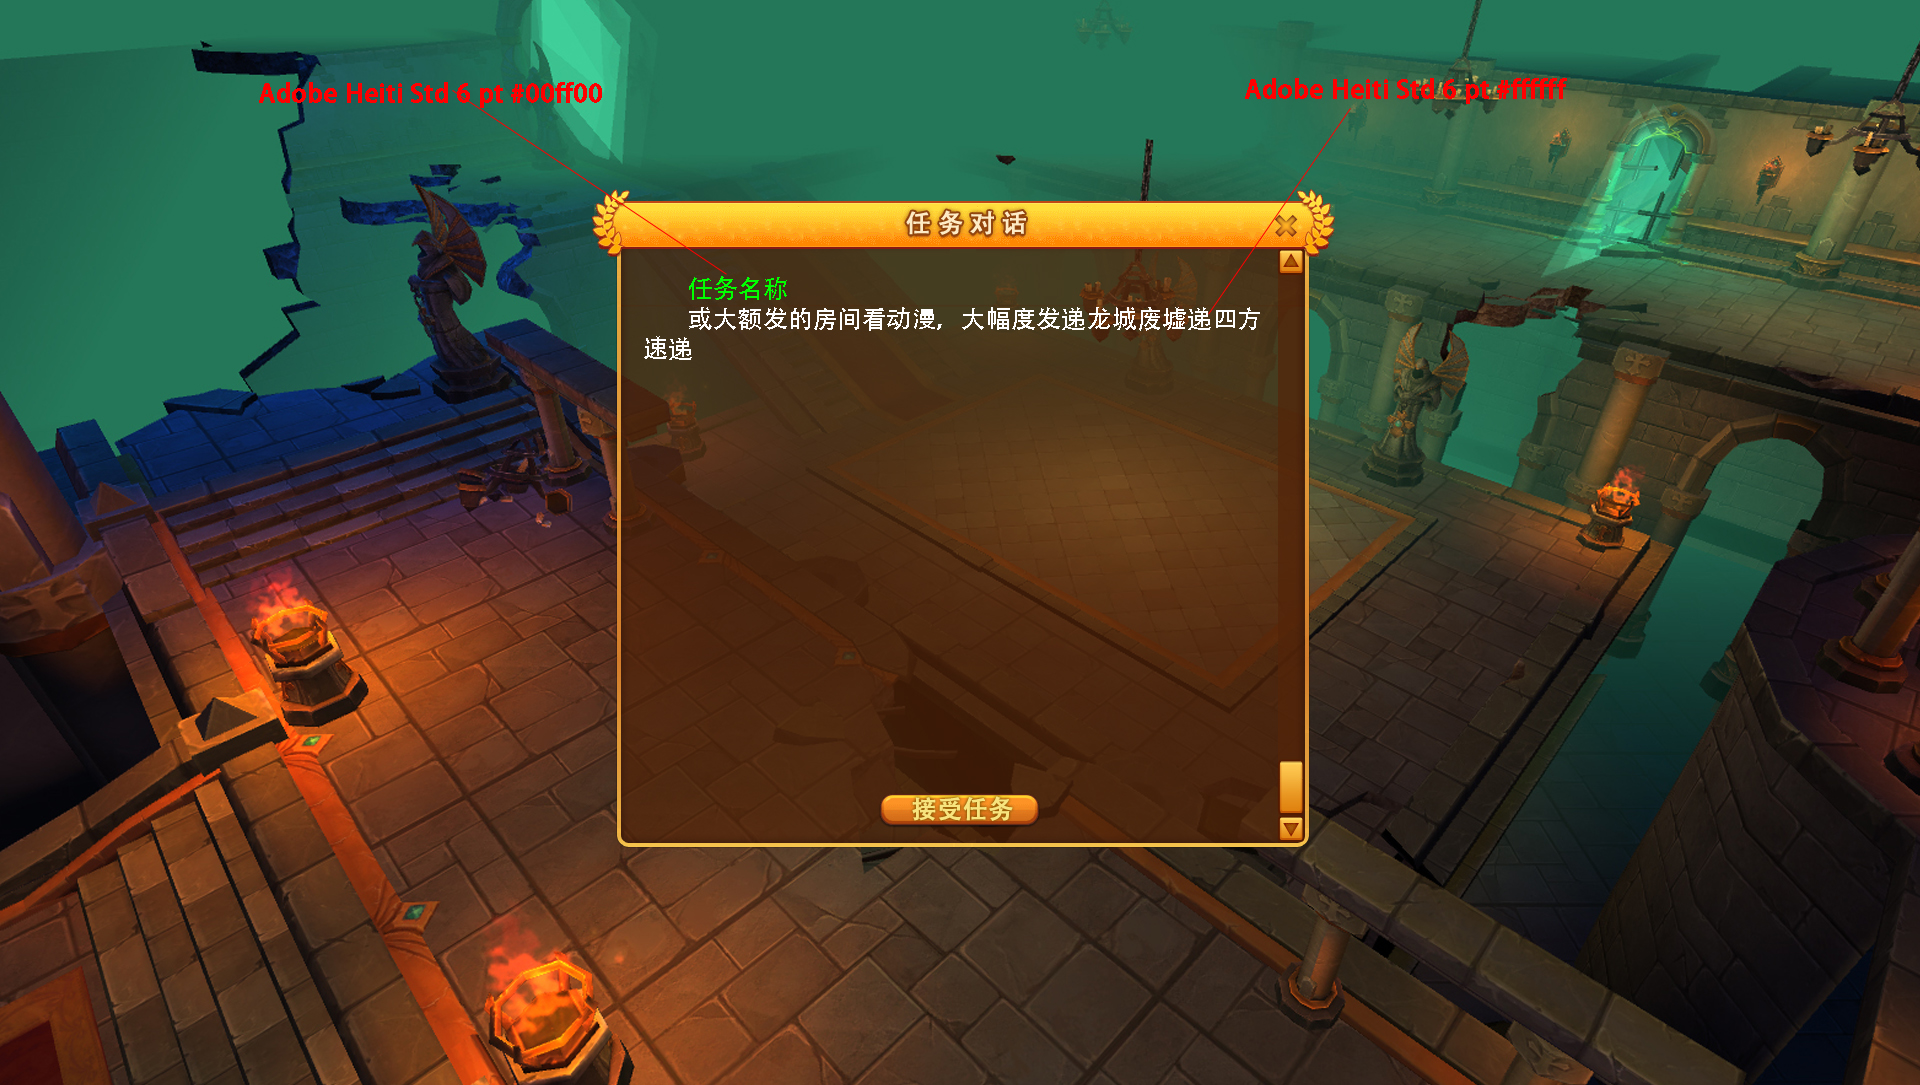 Adobe Heiti Std 6 pt #00ff00
Adobe Heiti Std 6 pt #ffffff
任务对话
任务名称
或大额发的房间看动漫，大幅度发递龙城废墟递四方
速递
接受任务